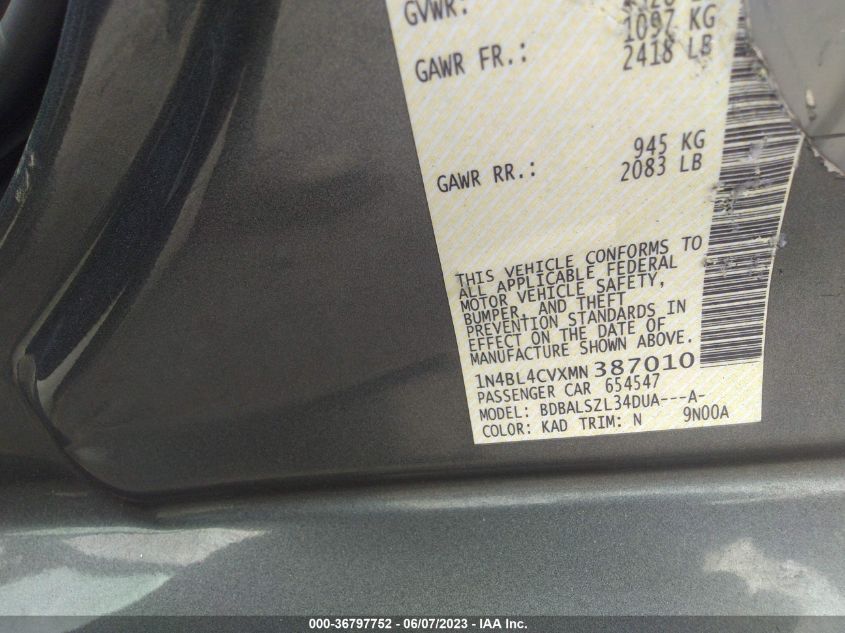 GVWR:
1097 KG
GAWR FR.: 2418 LB
945 KG
GAWR RR.: 2083 LB
THIS VEHICLE CONFORMS TO
ALL APPLICABLE FEDERAL
MOTOR VEHICLE SAFETY,
BUMPER, AND THEFT
PREVENTION STANDARDS IN
EFFECT ON THE DATE OF
MANUFACTURE SHOWN ABOVE.
1N4BL4CVXMN387010
PASSENGER CAR 654547
MODEL: BDBALSZL34DUA---A-
COLOR: KAD TRIM: N 9N00A
000-36797752 | 06/07/2023 | IAA Inc.